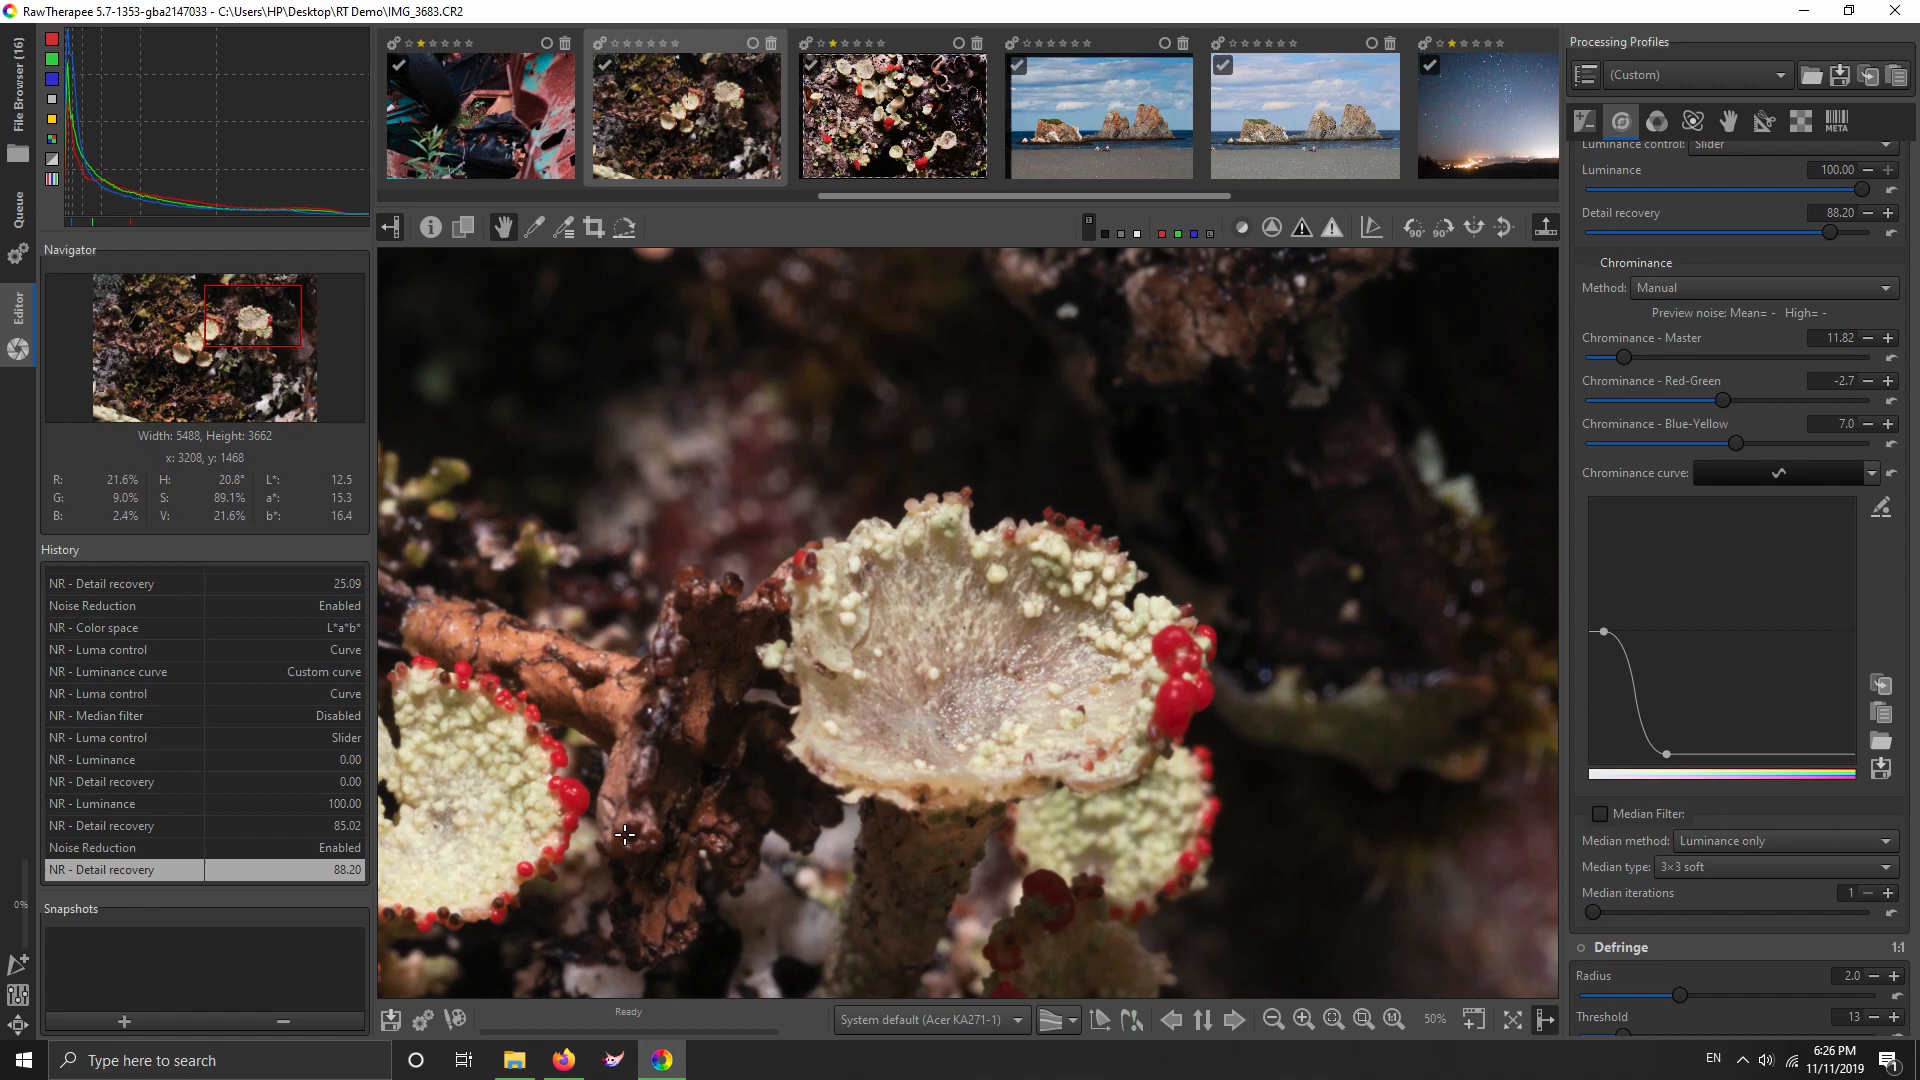 RawTherapee 5.7-1353-gba2147033 - C:\Users\HP\Desktop\RT Demo\IMG_3683.CR2
File Browser (16)
Queue
Editor
Navigator
Width: 5488, Height: 3662
x: 3208, y: 1468
R: 21.6% H: 20.8° L*: 12.5
G: 9.0% S: 89.1% a*: 15.3
B: 2.4% V: 21.6% b*: 16.4
History
NR - Detail recovery 25.09
Noise Reduction Enabled
NR - Color space L*a*b*
NR - Luma control Curve
NR - Luminance curve Custom curve
NR - Luma control Curve
NR - Median filter Disabled
NR - Luma control Slider
NR - Luminance 0.00
NR - Detail recovery 0.00
NR - Luminance 100.00
NR - Detail recovery 85.02
Noise Reduction Enabled
NR - Detail recovery 88.20
0%
Snapshots
90° 90°
Ready
System default (Acer KA271-1)
1:1
50%
Processing Profiles
(Custom)
META
Luminance control: Slider
Luminance 100.00
Detail recovery 88.20
Chrominance
Method: Manual
Preview noise: Mean= - High= -
Chrominance - Master 11.82
Chrominance - Red-Green -2.7
Chrominance - Blue-Yellow 7.0
Chrominance curve:
Median Filter:
Median method: Luminance only
Median type: 3×3 soft
Median iterations 1
Defringe 1:1
Radius 2.0
Threshold 13
Type here to search
EN
6:26 PM
11/11/2019
1